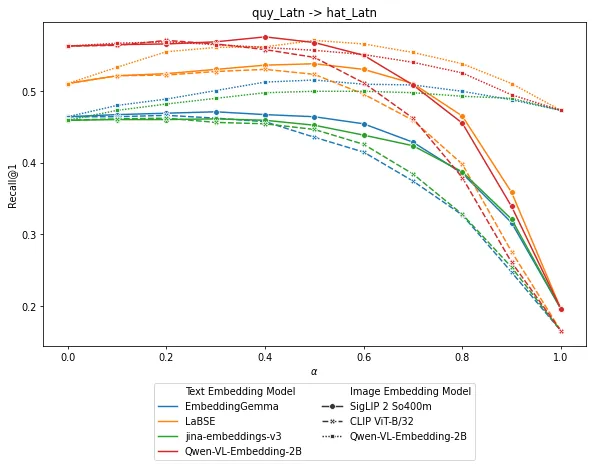 quy_Latn -> hat_Latn
Recall@1
0.5
0.4
0.3
0.2
0.0 0.2 0.4 0.6 0.8 1.0
α
Text Embedding Model Image Embedding Model
EmbeddingGemma SigLIP 2 So400m
LaBSE CLIP ViT-B/32
jina-embeddings-v3 Qwen-VL-Embedding-2B
Qwen-VL-Embedding-2B